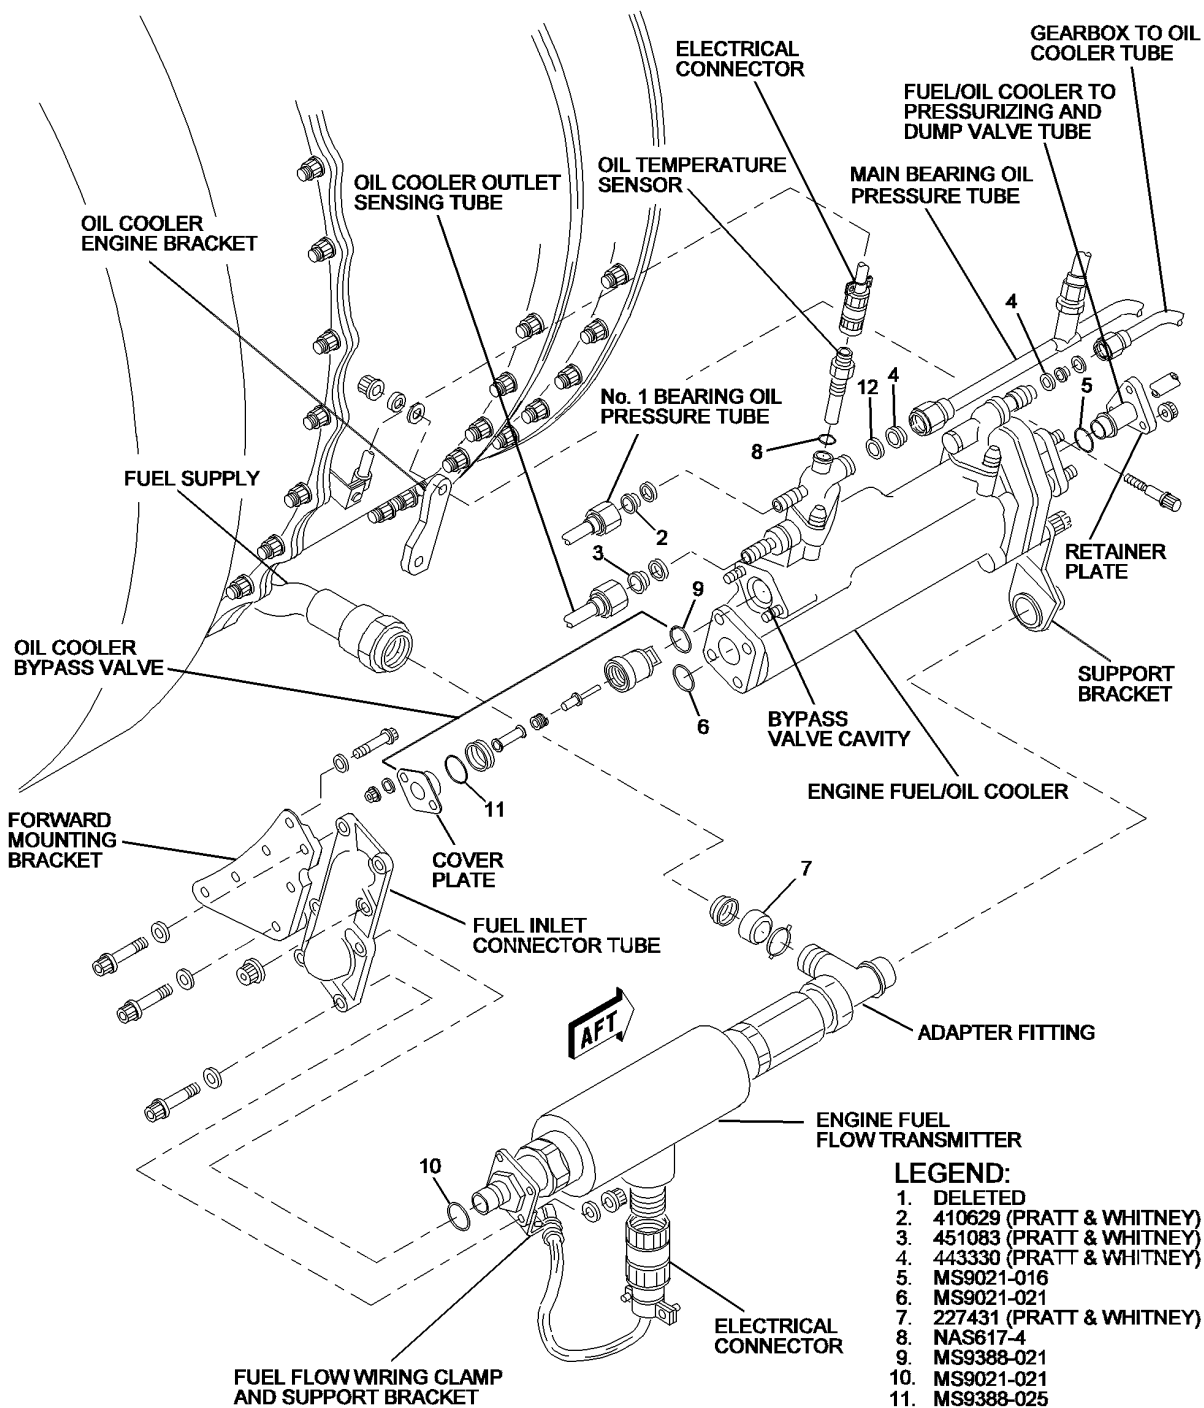 ELECTRICAL
CONNECTOR
GEARBOX TO OIL
COOLER TUBE
FUEL/OIL COOLER TO
PRESSURIZING AND
DUMP VALVE TUBE
OIL TEMPERATURE
SENSOR
MAIN BEARING OIL
PRESSURE TUBE
OIL COOLER OUTLET
SENSING TUBE
OIL COOLER
ENGINE BRACKET
4
5
12
4
No. 1 BEARING OIL
PRESSURE TUBE
8
FUEL SUPPLY
2
3
RETAINER
PLATE
9
OIL COOLER
BYPASS VALVE
SUPPORT
BRACKET
6
BYPASS
VALVE CAVITY
ENGINE FUEL/OIL COOLER
11
FORWARD
MOUNTING
BRACKET
COVER
PLATE
7
FUEL INLET
CONNECTOR TUBE
AFT
ADAPTER FITTING
ENGINE FUEL
FLOW TRANSMITTER
10
ELECTRICAL
CONNECTOR
FUEL FLOW WIRING CLAMP
AND SUPPORT BRACKET
LEGEND:
1. DELETED
2. 410629 (PRATT & WHITNEY)
3. 451083 (PRATT & WHITNEY)
4. 443330 (PRATT & WHITNEY)
5. MS9021-016
6. MS9021-021
7. 227431 (PRATT & WHITNEY)
8. NAS617-4
9. MS9388-021
10. MS9021-021
11. MS9388-025